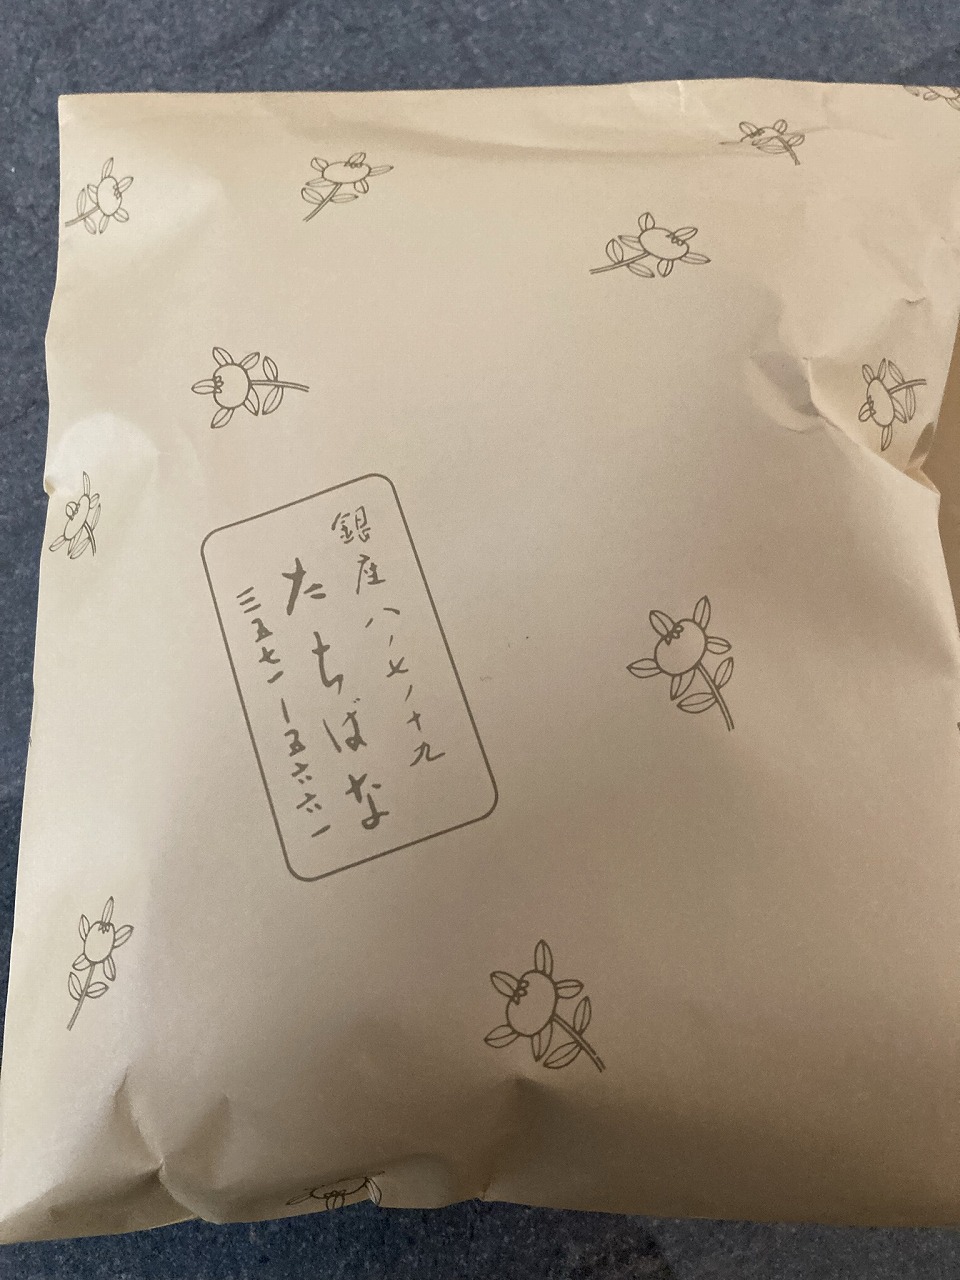 銀座八ノ七ノ十九
たちばな
三五七一ー五六六一